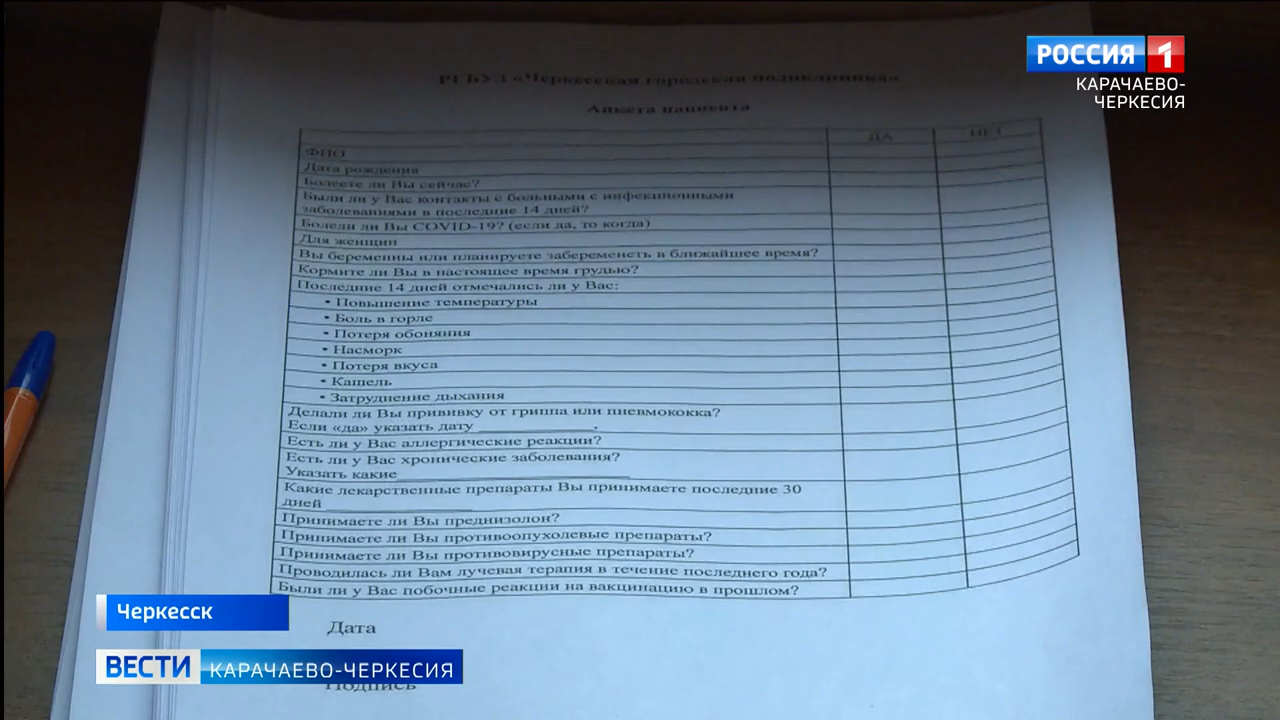 РОССИЯ 1
КАРАЧАЕВО-
ЧЕРКЕСИЯ
«Черкесская городская поликлиника»
Анкета пациента
ДА НЕТ
ФИО
Дата рождения
Болеете ли Вы сейчас?
Были ли у Вас контакты с больными с инфекционными
заболеваниями в последние 14 дней?
Болели ли Вы COVID-19? (если да, то когда)
Для женщин
Вы беременны или планируете забеременеть в ближайшее время?
Кормите ли Вы в настоящее время грудью?
Последние 14 дней отмечались ли у Вас:
• Повышение температуры
• Боль в горле
• Потеря обоняния
• Насморк
• Потеря вкуса
• Кашель
• Затруднение дыхания
Делали ли Вы прививку от гриппа или пневмококка?
Если «да» указать дату ____________.
Есть ли у Вас аллергические реакции?
Есть ли у Вас хронические заболевания?
Указать какие________________________
Какие лекарственные препараты Вы принимаете последние 30
дней _______________
Принимаете ли Вы преднизолон?
Принимаете ли Вы противоопухолевые препараты?
Принимаете ли Вы противовирусные препараты?
Проводилась ли Вам лучевая терапия в течение последнего года?
Были ли у Вас побочные реакции на вакцинацию в прошлом?
Дата
Подпись
Черкесск
ВЕСТИ КАРАЧАЕВО-ЧЕРКЕСИЯ